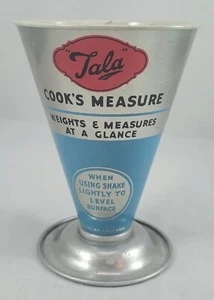 "Tala"
COOK'S MEASURE
WEIGHTS & MEASURES
AT A GLANCE
WHEN
USING SHAKE
LIGHTLY TO
LEVEL
SURFACE